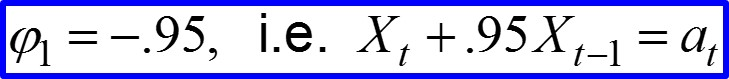 φ₁ = −.95, i.e. Xₜ + .95Xₜ₋₁ = aₜ